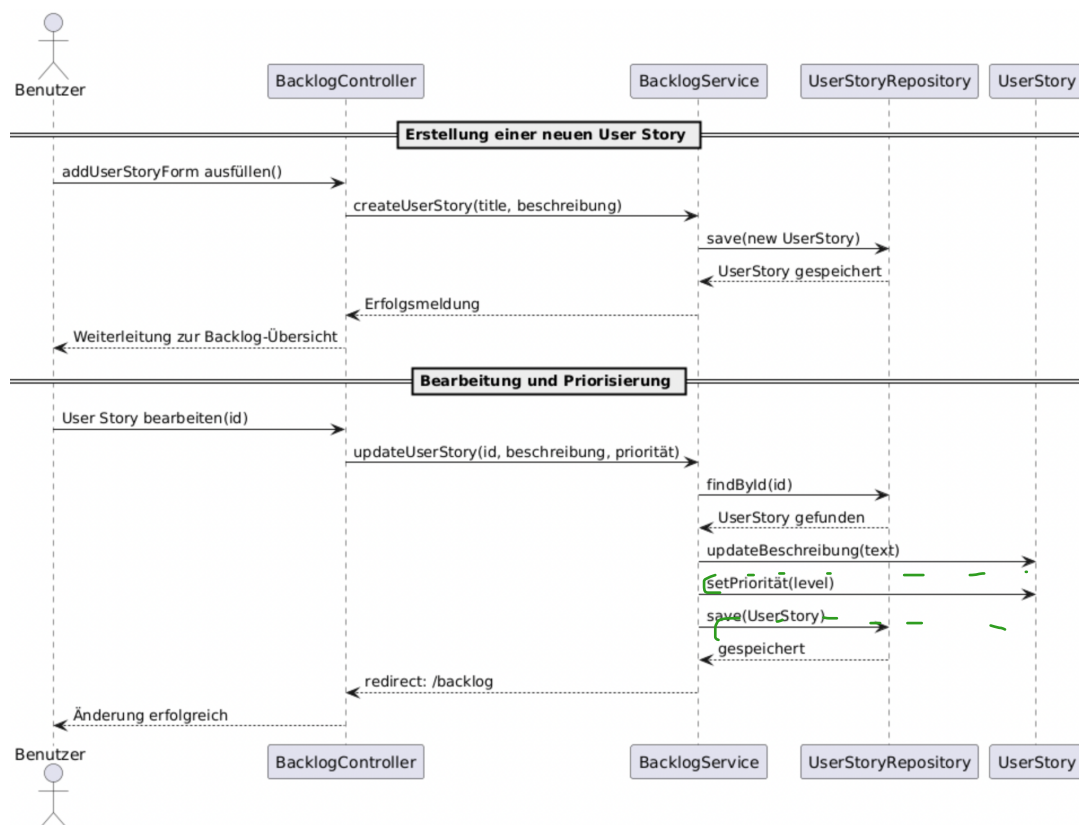 Benutzer
BacklogController
BacklogService
UserStoryRepository
UserStory
Erstellung einer neuen User Story
addUserStoryForm ausfüllen()
createUserStory(title, beschreibung)
save(new UserStory)
UserStory gespeichert
Erfolgsmeldung
Weiterleitung zur Backlog-Übersicht
Bearbeitung und Priorisierung
User Story bearbeiten(id)
updateUserStory(id, beschreibung, priorität)
findById(id)
UserStory gefunden
updateBeschreibung(text)
setPriorität(level)
save(UserStory)
gespeichert
redirect: /backlog
Änderung erfolgreich
Benutzer
BacklogController
BacklogService
UserStoryRepository
UserStory